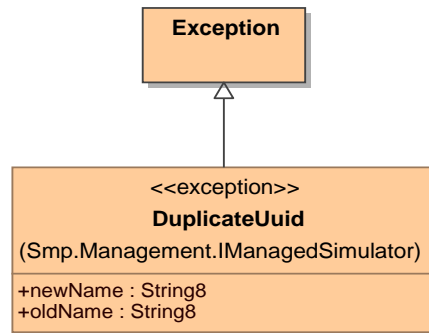 Exception
<<exception>>
DuplicateUuid
(Smp.Management.IManagedSimulator)
+newName : String8
+oldName : String8